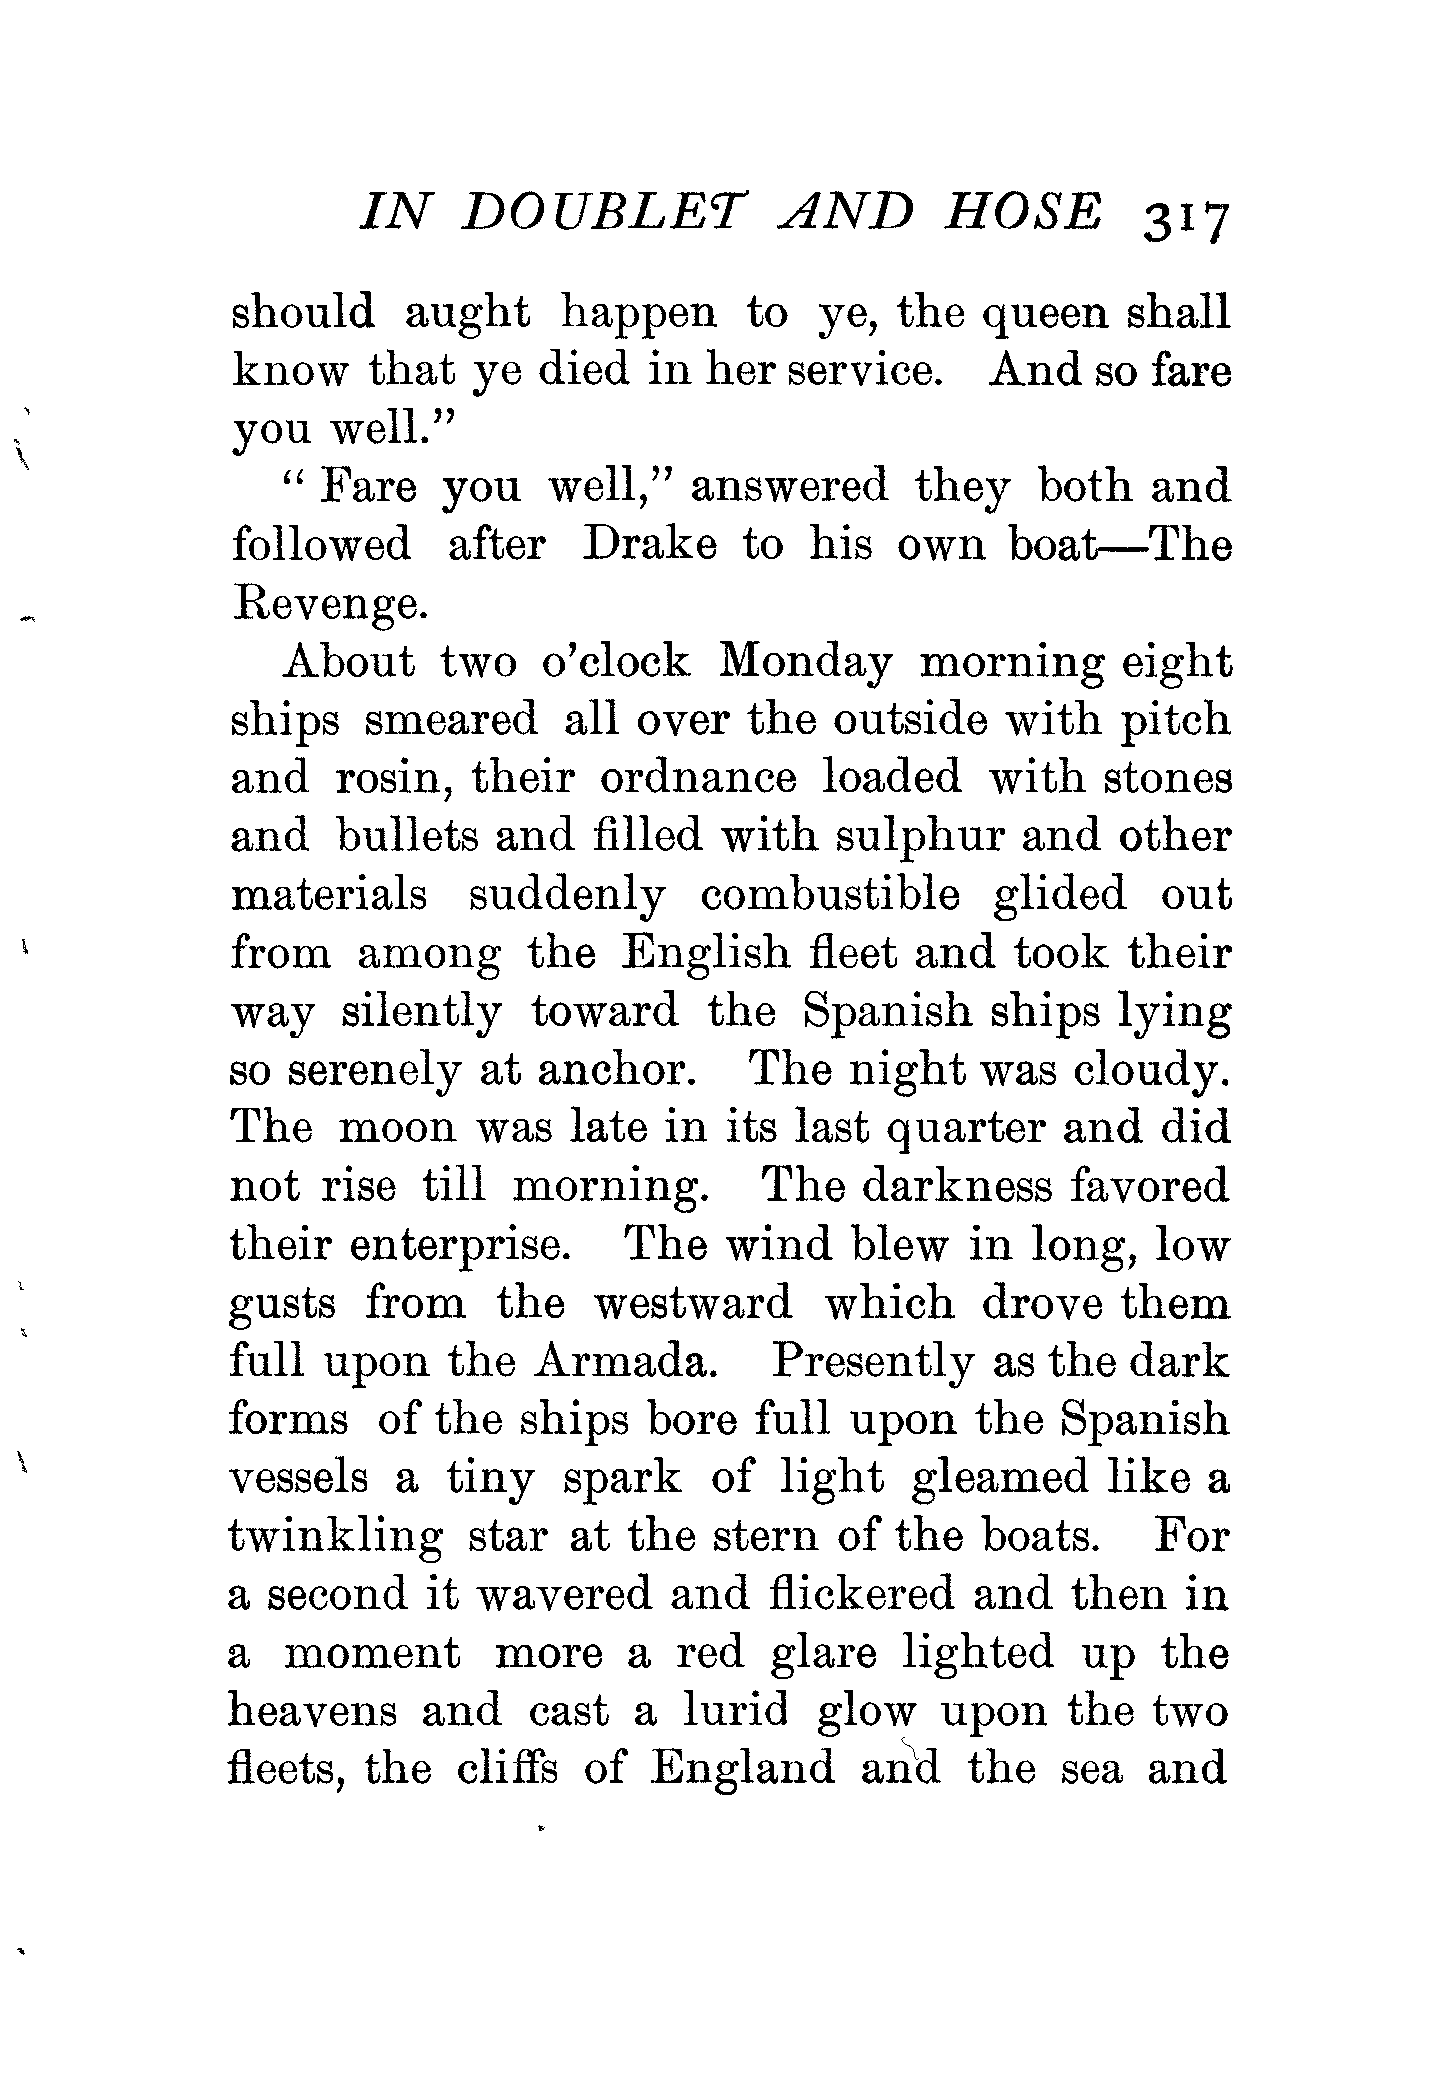 IN DOUBLET AND HOSE 317
should aught happen to ye, the queen shall
know that ye died in her service. And so fare
you well.”
“ Fare you well,” answered they both and
followed after Drake to his own boat—The
Revenge.
About two o’clock Monday morning eight
ships smeared all over the outside with pitch
and rosin, their ordnance loaded with stones
and bullets and filled with sulphur and other
materials suddenly combustible glided out
from among the English fleet and took their
way silently toward the Spanish ships lying
so serenely at anchor. The night was cloudy.
The moon was late in its last quarter and did
not rise till morning. The darkness favored
their enterprise. The wind blew in long, low
gusts from the westward which drove them
full upon the Armada. Presently as the dark
forms of the ships bore full upon the Spanish
vessels a tiny spark of light gleamed like a
twinkling star at the stern of the boats. For
a second it wavered and flickered and then in
a moment more a red glare lighted up the
heavens and cast a lurid glow upon the two
fleets, the cliffs of England and the sea and